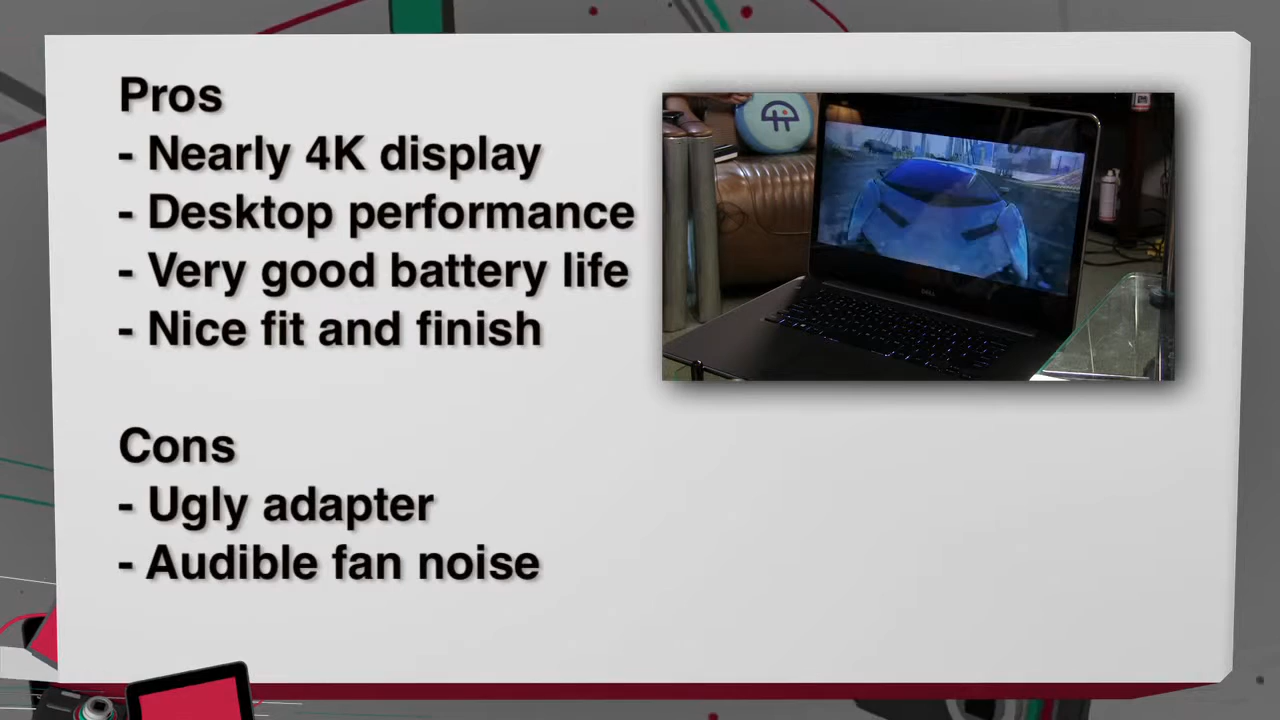 Pros
- Nearly 4K display
- Desktop performance
- Very good battery life
- Nice fit and finish
Cons
- Ugly adapter
- Audible fan noise
DELL